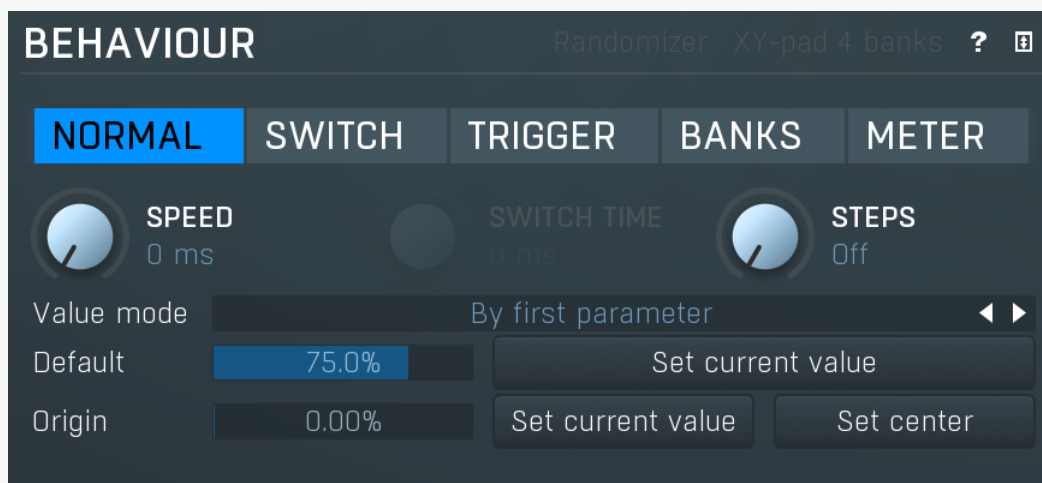 BEHAVIOUR Randomizer XY-pad 4 banks ?
NORMAL SWITCH TRIGGER BANKS METER
SPEED SWITCH TIME STEPS
0 ms 0 ms Off
Value mode By first parameter
Default 75.0% Set current value
Origin 0.00% Set current value Set center